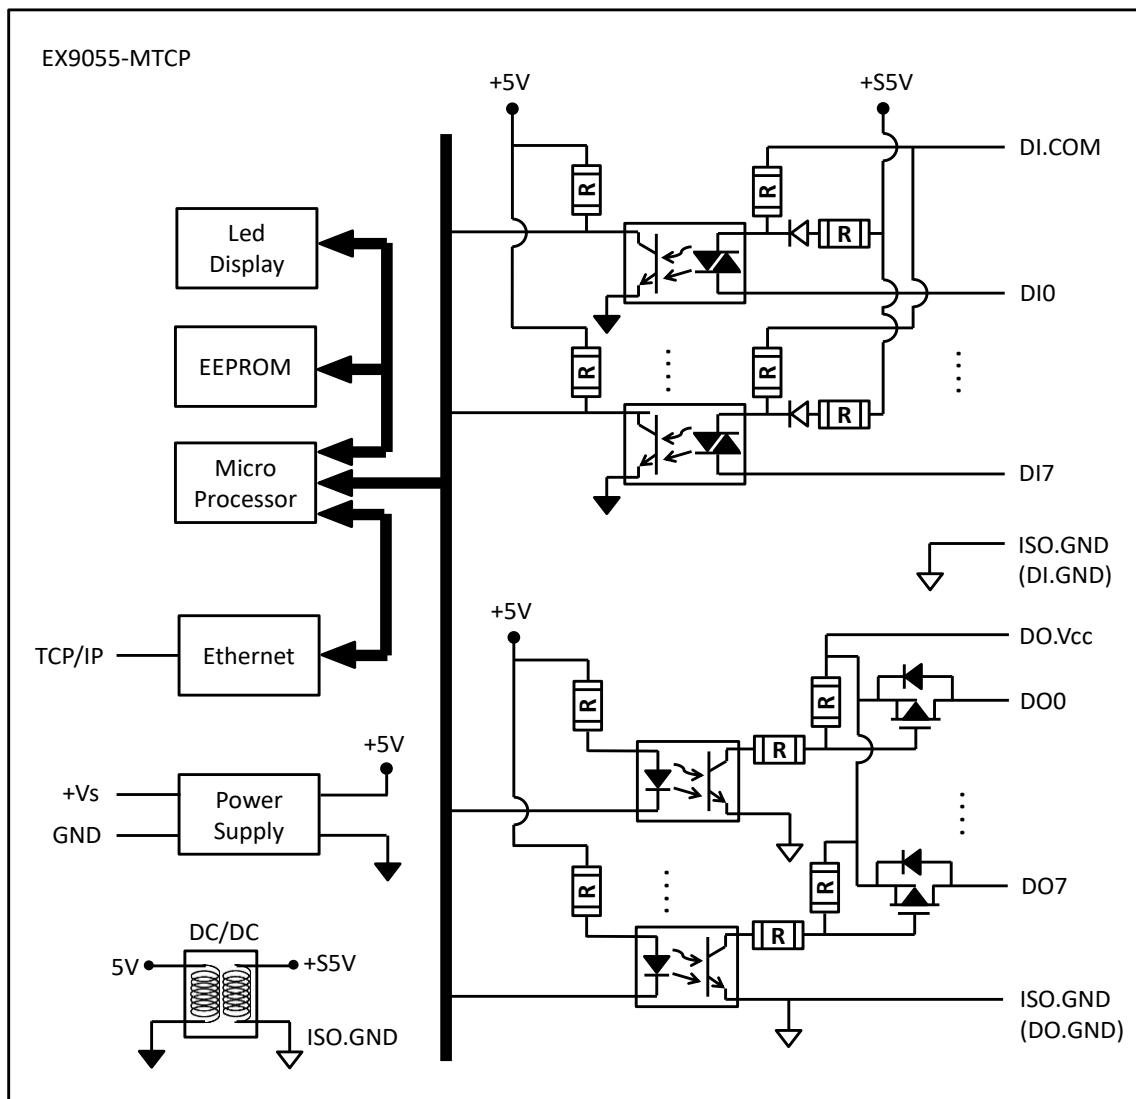 EX9055-MTCP
+5V
+S5V
DI.COM
R
R
Led
Display
R
DI0
EEPROM
R
R
R
Micro
Processor
DI7
ISO.GND
(DI.GND)
+5V
DO.Vcc
TCP/IP
Ethernet
R
R
DO0
R
+5V
+Vs
Power
GND
Supply
R
R
DO7
DC/DC
R
5V
+S5V
ISO.GND
ISO.GND
(DO.GND)